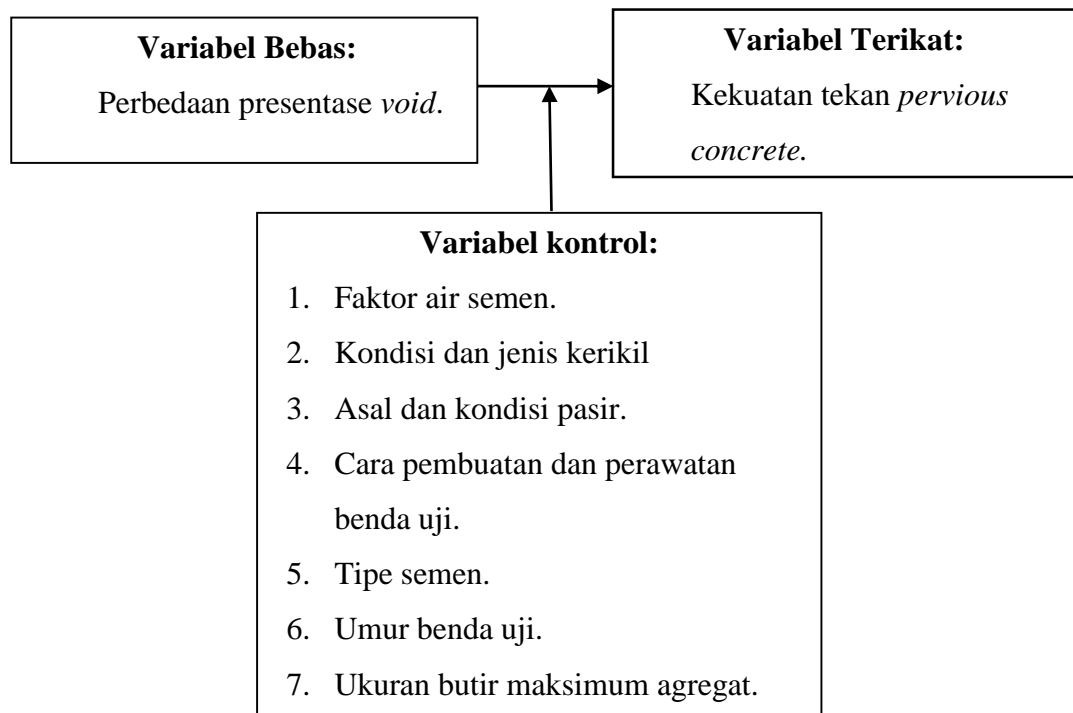 Variabel Bebas:
Perbedaan presentase void.
Variabel Terikat:
Kekuatan tekan pervious
concrete.
Variabel kontrol:
1. Faktor air semen.
2. Kondisi dan jenis kerikil
3. Asal dan kondisi pasir.
4. Cara pembuatan dan perawatan
benda uji.
5. Tipe semen.
6. Umur benda uji.
7. Ukuran butir maksimum agregat.